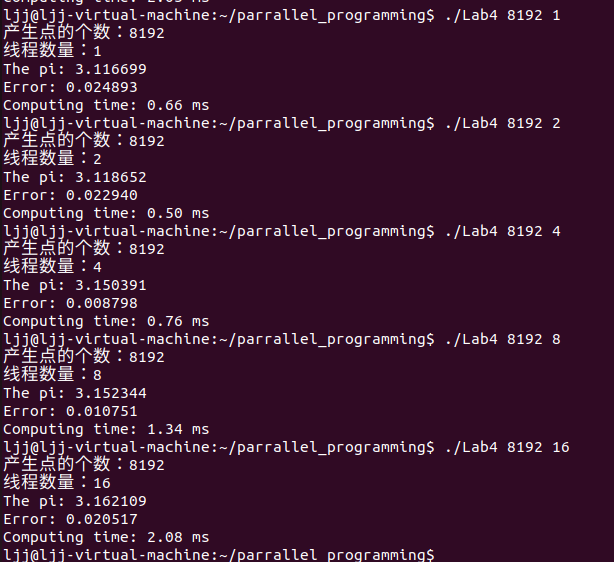 ljj@ljj-virtual-machine:~/parrallel_programming$ ./Lab4 8192 1
产生点的个数：8192
线程数量：1
The pi: 3.116699
Error: 0.024893
Computing time: 0.66 ms
ljj@ljj-virtual-machine:~/parrallel_programming$ ./Lab4 8192 2
产生点的个数：8192
线程数量：2
The pi: 3.118652
Error: 0.022940
Computing time: 0.50 ms
ljj@ljj-virtual-machine:~/parrallel_programming$ ./Lab4 8192 4
产生点的个数：8192
线程数量：4
The pi: 3.150391
Error: 0.008798
Computing time: 0.76 ms
ljj@ljj-virtual-machine:~/parrallel_programming$ ./Lab4 8192 8
产生点的个数：8192
线程数量：8
The pi: 3.152344
Error: 0.010751
Computing time: 1.34 ms
ljj@ljj-virtual-machine:~/parrallel_programming$ ./Lab4 8192 16
产生点的个数：8192
线程数量：16
The pi: 3.162109
Error: 0.020517
Computing time: 2.08 ms
ljj@ljj-virtual-machine:~/parrallel_programming$